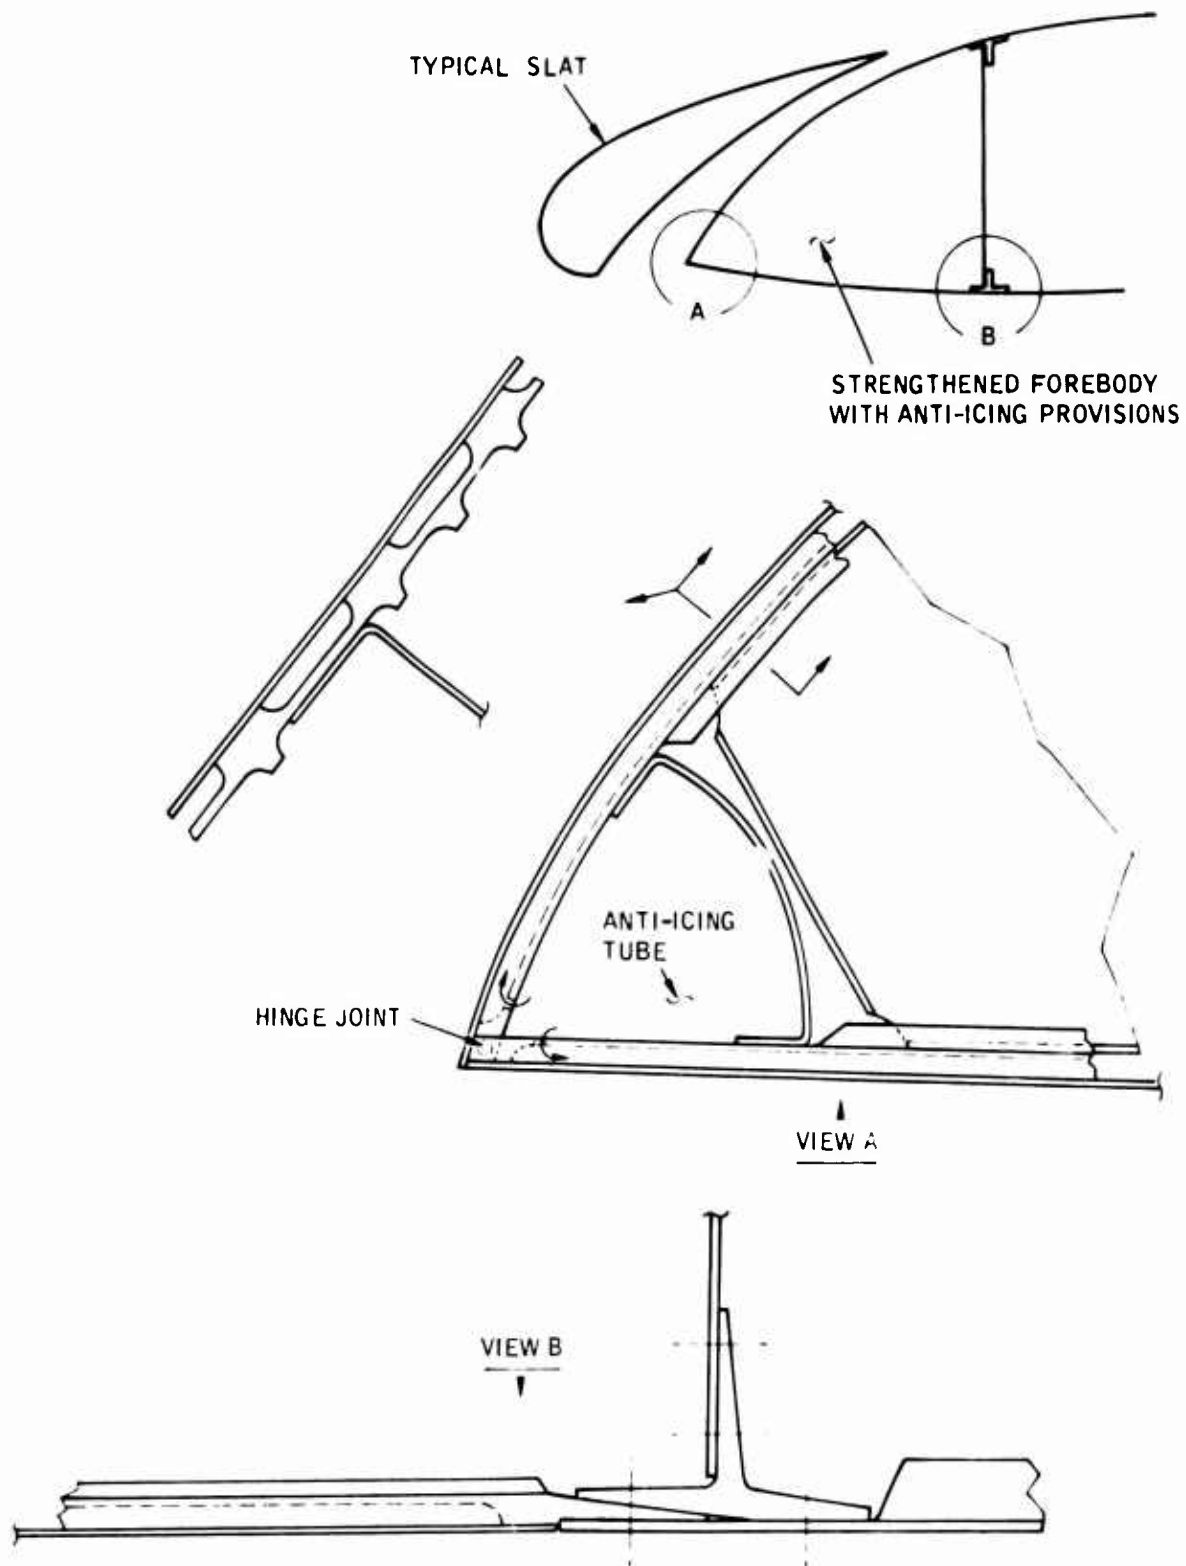 TYPICAL SLAT
A
B
STRENGTHENED FOREBODY
WITH ANTI-ICING PROVISIONS
ANTI-ICING
TUBE
HINGE JOINT
VIEW A
VIEW B